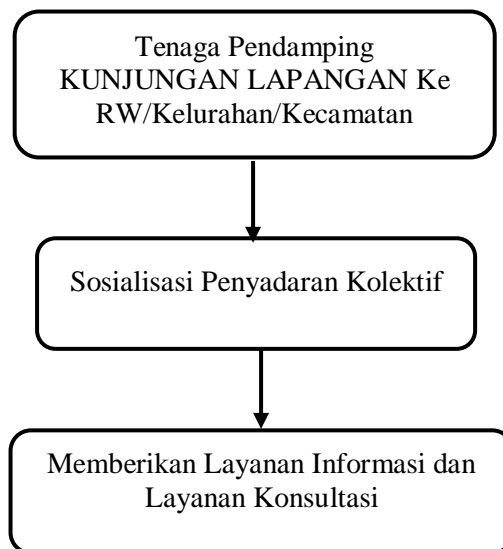 Tenaga Pendamping
KUNJUNGAN LAPANGAN Ke
RW/Kelurahan/Kecamatan
Sosialisasi Penyadaran Kolektif
Memberikan Layanan Informasi dan
Layanan Konsultasi